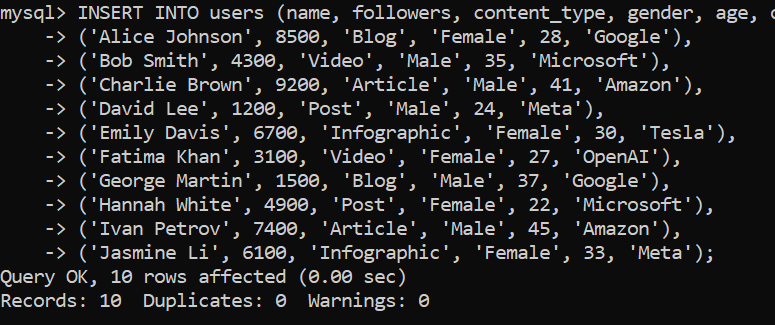 mysql> INSERT INTO users (name, followers, content_type, gender, age,
-> ('Alice Johnson', 8500, 'Blog', 'Female', 28, 'Google'),
-> ('Bob Smith', 4300, 'Video', 'Male', 35, 'Microsoft'),
-> ('Charlie Brown', 9200, 'Article', 'Male', 41, 'Amazon'),
-> ('David Lee', 1200, 'Post', 'Male', 24, 'Meta'),
-> ('Emily Davis', 6700, 'Infographic', 'Female', 30, 'Tesla'),
-> ('Fatima Khan', 3100, 'Video', 'Female', 27, 'OpenAI'),
-> ('George Martin', 1500, 'Blog', 'Male', 37, 'Google'),
-> ('Hannah White', 4900, 'Post', 'Female', 22, 'Microsoft'),
-> ('Ivan Petrov', 7400, 'Article', 'Male', 45, 'Amazon'),
-> ('Jasmine Li', 6100, 'Infographic', 'Female', 33, 'Meta');
Query OK, 10 rows affected (0.00 sec)
Records: 10  Duplicates: 0  Warnings: 0